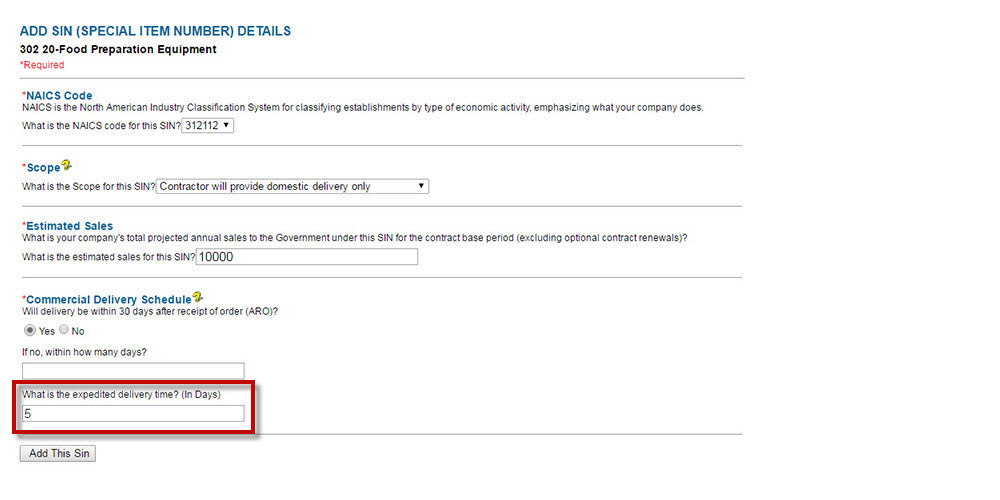 ADD SIN (SPECIAL ITEM NUMBER) DETAILS
302 20-Food Preparation Equipment
*Required
*NAICS Code
NAICS is the North American Industry Classification System for classifying establishments by type of economic activity, emphasizing what your company does.
What is the NAICS code for this SIN? 312112
*Scope
What is the Scope for this SIN? Contractor will provide domestic delivery only
*Estimated Sales
What is your company's total projected annual sales to the Government under this SIN for the contract base period (excluding optional contract renewals)?
What is the estimated sales for this SIN? 10000
*Commercial Delivery Schedule
Will delivery be within 30 days after receipt of order (ARO)?
Yes No
If no, within how many days?
What is the expedited delivery time? (In Days)
5
Add This Sin